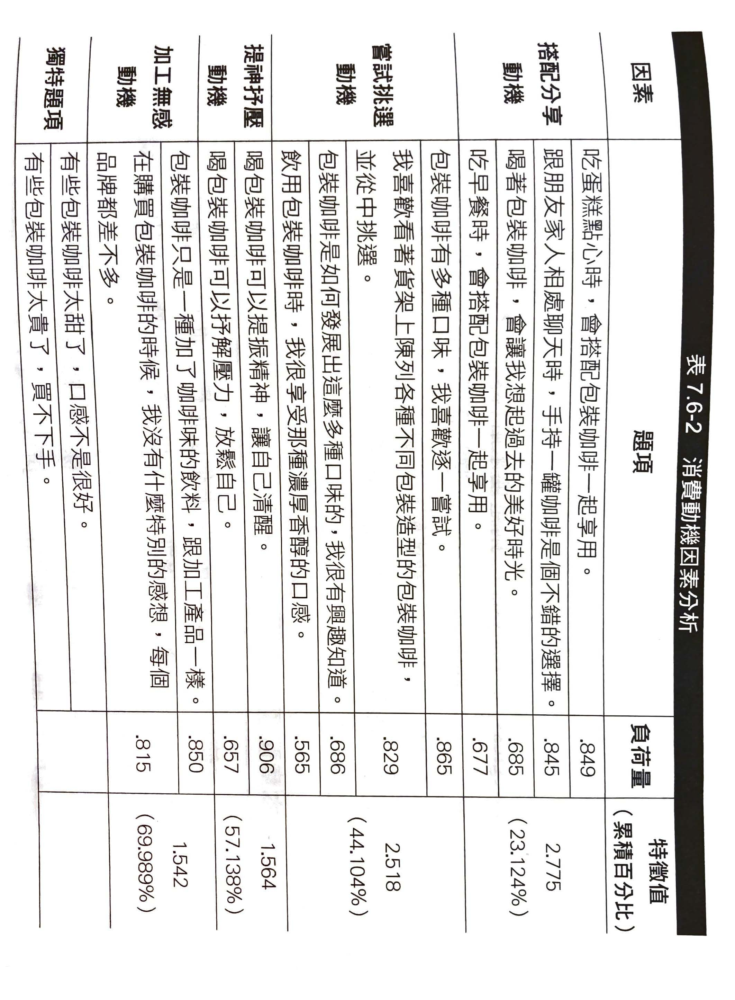 表 7.6-2 消費動機因素分析
因素 題項 負荷量 特徵值
(累積百分比)
搭配分享
動機
吃蛋糕點心時，會搭配包裝咖啡一起享用。 .849
跟朋友家人相處聊天時，手持一罐咖啡是個不錯的選擇。 .845
喝著包裝咖啡，會讓我想起過去的美好時光。 .685
吃早餐時，會搭配包裝咖啡一起享用。 .677
2.775
(23.124%)
嘗試挑選
動機
包裝咖啡有多種口味，我喜歡逐一嘗試。 .865
我喜歡看著貨架上陳列各種不同包裝造型的包裝咖啡，
並從中挑選。 .829
包裝咖啡是如何發展出這麼多種口味的，我很有興趣知道。 .686
飲用包裝咖啡時，我很享受那種濃厚香醇的口感。 .565
2.518
(44.104%)
提神抒壓
動機
喝包裝咖啡可以提振精神，讓自己清醒。 .906
喝包裝咖啡可以抒解壓力，放鬆自己。 .657
1.564
(57.138%)
加工無感
動機
包裝咖啡只是一種加了咖啡味的飲料，跟加工產品一樣。 .850
在購買包裝咖啡的時候，我沒有什麼特別的感想，每個
品牌都差不多。 .815
1.542
(69.989%)
獨特題項
有些包裝咖啡太甜了，口感不是很好。
有些包裝咖啡太貴了，買不下手。